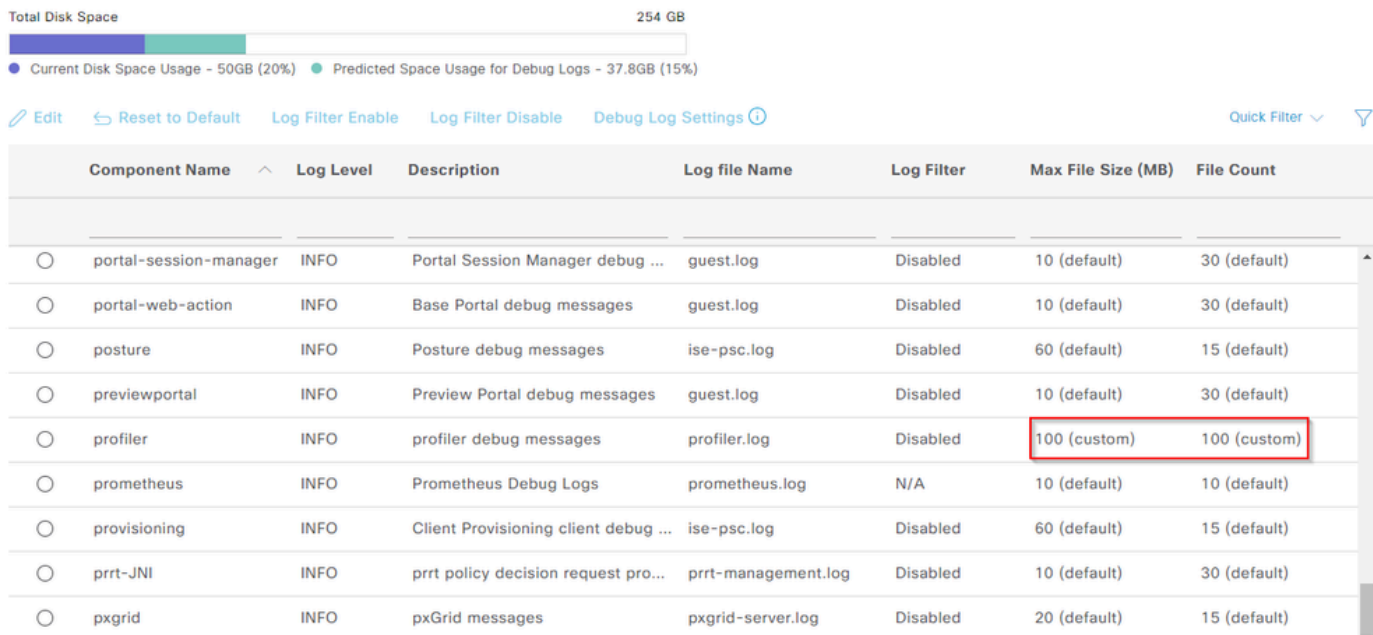 Total Disk Space 254 GB
Current Disk Space Usage - 50GB (20%) Predicted Space Usage for Debug Logs - 37.8GB (15%)
Edit Reset to Default Log Filter Enable Log Filter Disable Debug Log Settings Quick Filter
Component Name Log Level Description Log file Name Log Filter Max File Size (MB) File Count
portal-session-manager INFO Portal Session Manager debug ... guest.log Disabled 10 (default) 30 (default)
portal-web-action INFO Base Portal debug messages guest.log Disabled 10 (default) 30 (default)
posture INFO Posture debug messages ise-psc.log Disabled 60 (default) 15 (default)
previewportal INFO Preview Portal debug messages guest.log Disabled 10 (default) 30 (default)
profiler INFO profiler debug messages profiler.log Disabled 100 (custom) 100 (custom)
prometheus INFO Prometheus Debug Logs prometheus.log N/A 10 (default) 10 (default)
provisioning INFO Client Provisioning client debug ... ise-psc.log Disabled 60 (default) 15 (default)
prrt-JNI INFO prrt policy decision request pro... prrt-management.log Disabled 10 (default) 30 (default)
pxgrid INFO pxGrid messages pxgrid-server.log Disabled 20 (default) 15 (default)